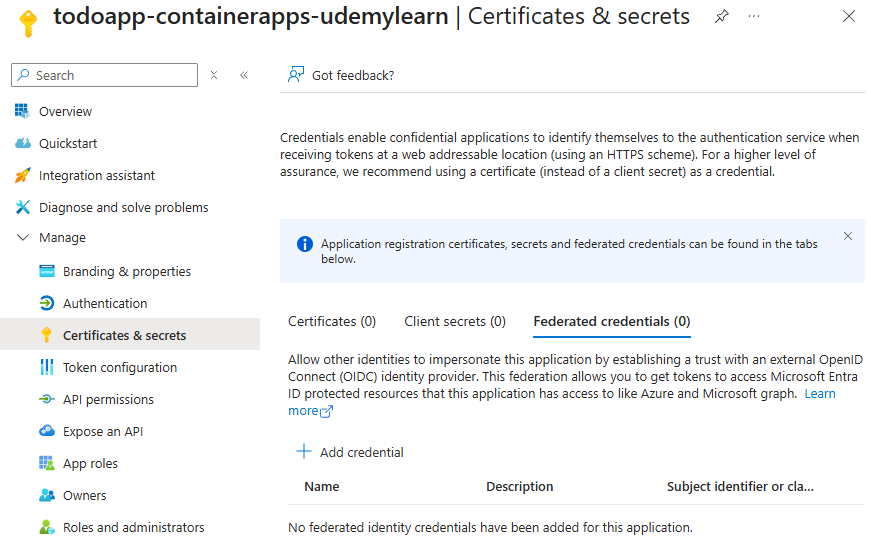 todoapp-containerapps-udemylearn | Certificates & secrets
Search
Overview
Quickstart
Integration assistant
Diagnose and solve problems
Manage
Branding & properties
Authentication
Certificates & secrets
Token configuration
API permissions
Expose an API
App roles
Owners
Roles and administrators
Got feedback?
Credentials enable confidential applications to identify themselves to the authentication service when
receiving tokens at a web addressable location (using an HTTPS scheme). For a higher level of
assurance, we recommend using a certificate (instead of a client secret) as a credential.
Application registration certificates, secrets and federated credentials can be found in the tabs
below.
Certificates (0) Client secrets (0) Federated credentials (0)
Allow other identities to impersonate this application by establishing a trust with an external OpenID
Connect (OIDC) identity provider. This federation allows you to get tokens to access Microsoft Entra
ID protected resources that this application has access to like Azure and Microsoft graph. Learn
more
Add credential
Name Description Subject identifier or cla...
No federated identity credentials have been added for this application.